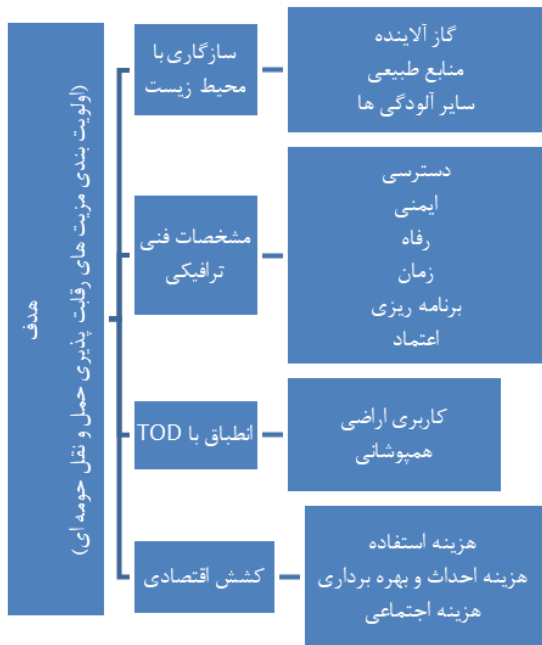 هدف
(اولویت بندی مزیت های رقابت پذیری حمل و نقل حومه ای)
سازگاری با
محیط زیست
گاز آلاینده
منابع طبیعی
سایر آلودگی ها
مشخصات فنی
ترافیکی
دسترسی
ایمنی
رفاه
زمان
برنامه ریزی
اعتماد
انطباق با TOD
کاربری اراضی
همپوشانی
کشش اقتصادی
هزینه استفاده
هزینه احداث و بهره برداری
هزینه اجتماعی